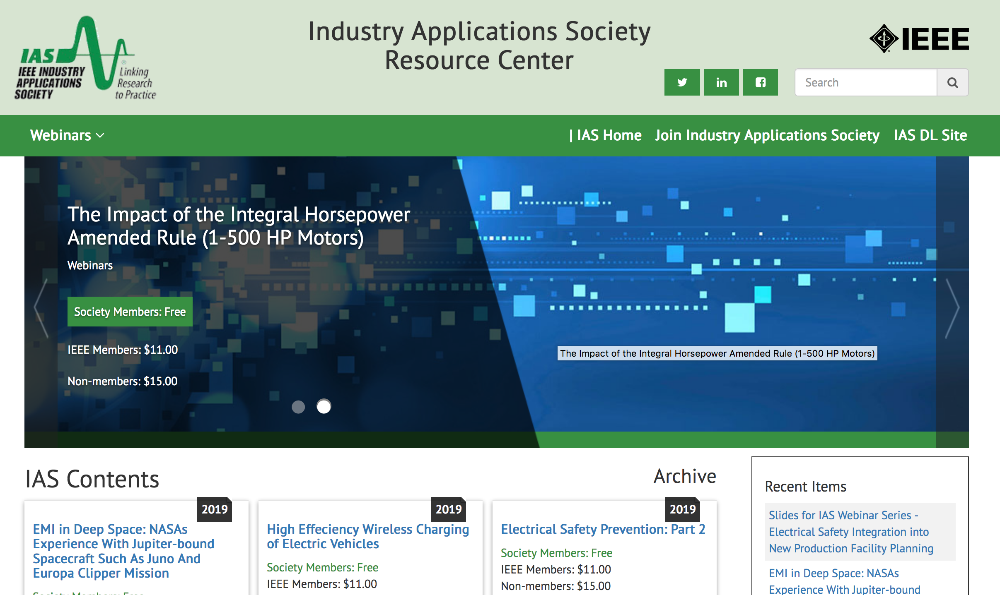 IAS
IEEE INDUSTRY
APPLICATIONS
SOCIETY
®
Linking
Research
to Practice
Industry Applications Society
Resource Center
IEEE
®
Search
Webinars
| IAS Home Join Industry Applications Society IAS DL Site
The Impact of the Integral Horsepower
Amended Rule (1-500 HP Motors)
Webinars
Society Members: Free
IEEE Members: $11.00
Non-members: $15.00
The Impact of the Integral Horsepower Amended Rule (1-500 HP Motors)
IAS Contents
Archive
2019
EMI in Deep Space: NASAs
Experience With Jupiter-bound
Spacecraft Such As Juno And
Europa Clipper Mission
Society Members: Free
2019
High Effeciency Wireless Charging
of Electric Vehicles
Society Members: Free
IEEE Members: $11.00
2019
Electrical Safety Prevention: Part 2
Society Members: Free
IEEE Members: $11.00
Non-members: $15.00
Recent Items
Slides for IAS Webinar Series -
Electrical Safety Integration into
New Production Facility Planning
EMI in Deep Space: NASAs
Experience With Jupiter-bound